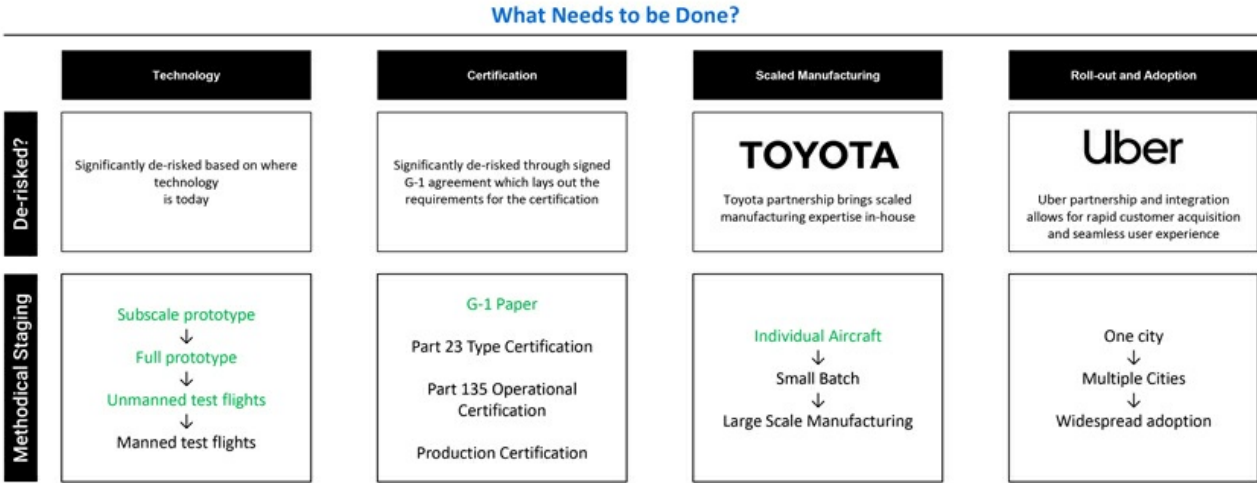 What Needs to be Done?
Technology
Certification
Scaled Manufacturing
Roll-out and Adoption
De-risked?
Significantly de-risked based on where
technology
is today
Significantly de-risked through signed
G-1 agreement which lays out the
requirements for the certification
TOYOTA
Toyota partnership brings scaled
manufacturing expertise in-house
Uber
Uber partnership and integration
allows for rapid customer acquisition
and seamless user experience
Methodical Staging
Subscale prototype
↓
Full prototype
↓
Unmanned test flights
↓
Manned test flights
G-1 Paper
Part 23 Type Certification
Part 135 Operational
Certification
Production Certification
Individual Aircraft
↓
Small Batch
↓
Large Scale Manufacturing
One city
↓
Multiple Cities
↓
Widespread adoption